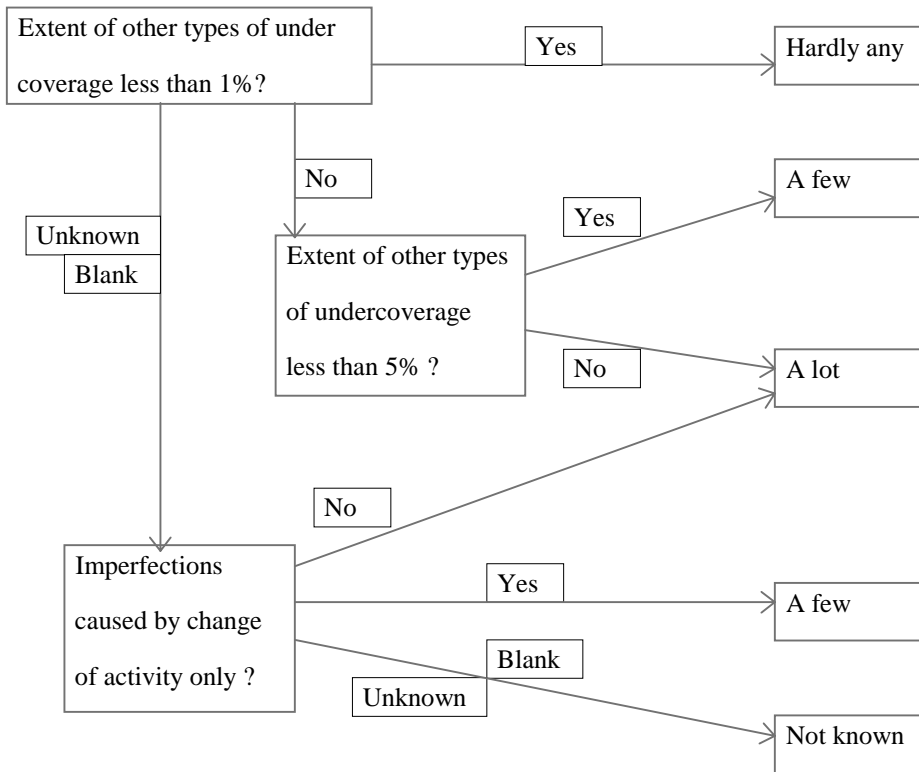 Extent of other types of under
coverage less than 1%?
Yes
Hardly any
No
A few
Unknown
Blank
Yes
Extent of other types
of undercoverage
less than 5% ?
No
A lot
No
Imperfections
caused by change
of activity only ?
Yes
A few
Blank
Unknown
Not known